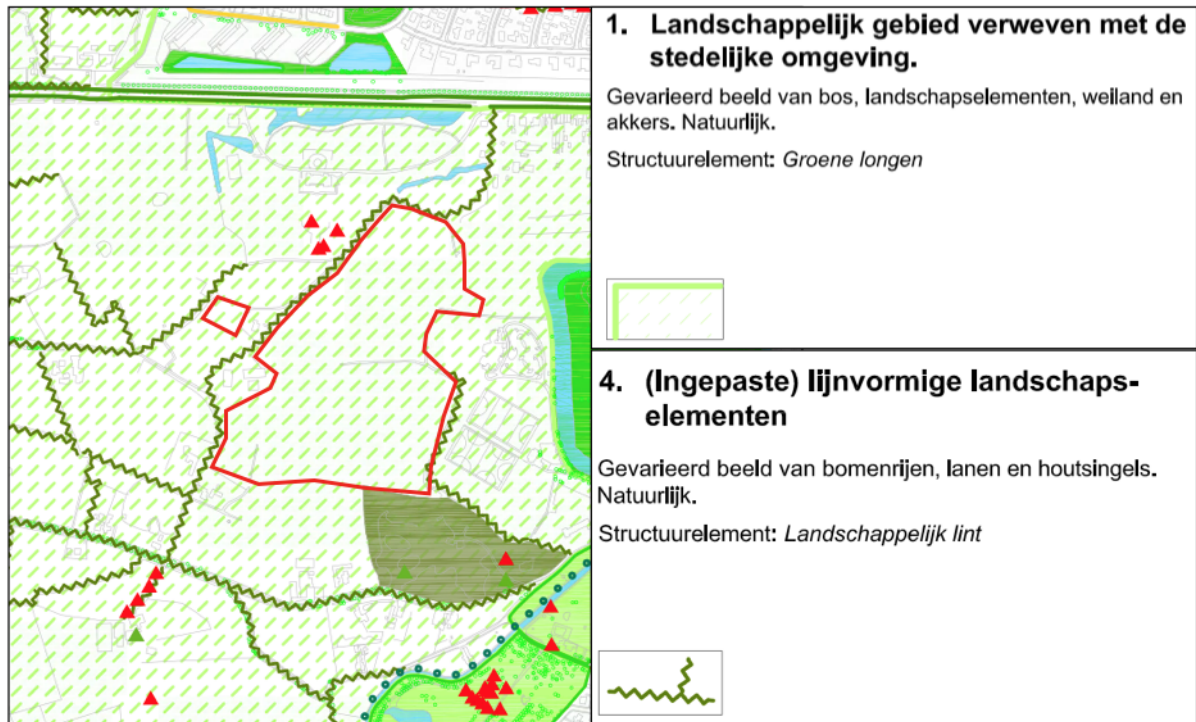 1. Landschappelijk gebied verweven met de
stedelijke omgeving.
Gevarieerd beeld van bos, landschapselementen, weiland en
akkers. Natuurlijk.
Structuurelement: Groene longen
4. (Ingepaste) lijnvormige landschaps-
elementen
Gevarieerd beeld van bomenrijen, lanen en houtsingels.
Natuurlijk.
Structuurelement: Landschappelijk lint